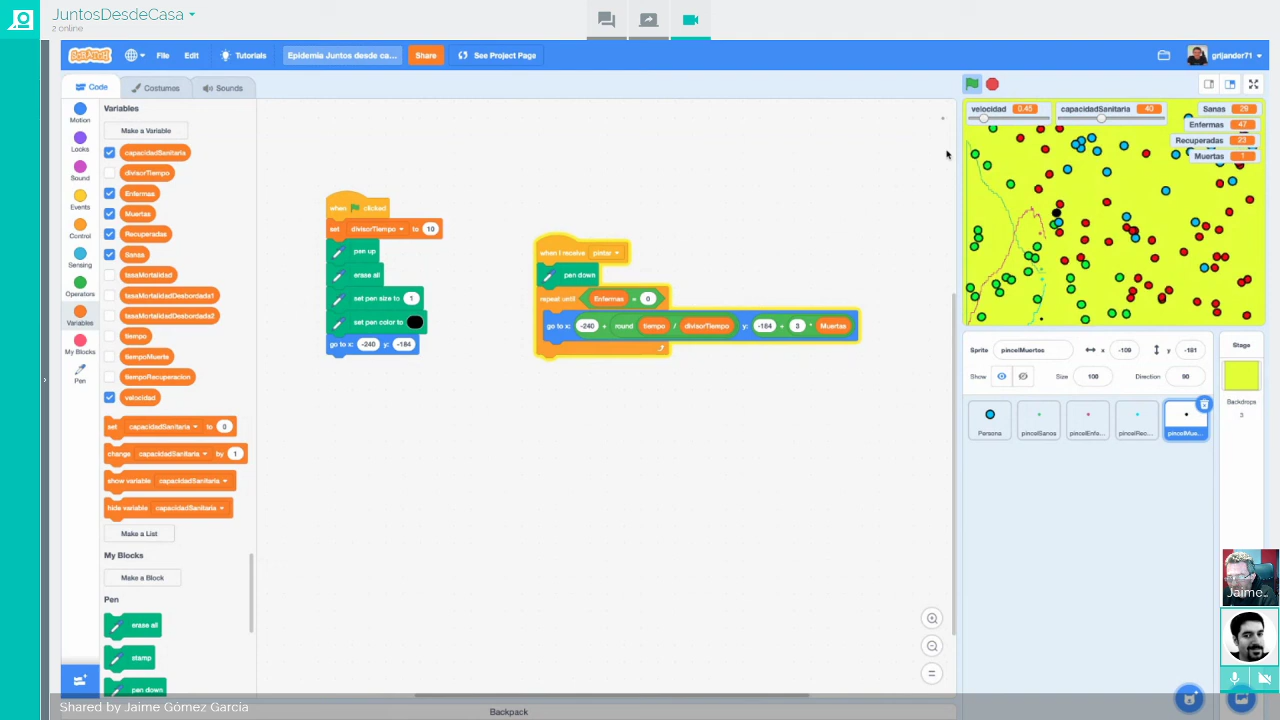 JuntosDesdeCasa
2 online
SCRATCH
File
Edit
Tutorials
Epidemia Juntos desde ca...
Share
See Project Page
grijander71
Code
Costumes
Sounds
Motion
Looks
Sound
Events
Control
Sensing
Operators
Variables
My Blocks
Pen
Variables
Make a Variable
capacidadSanitaria
divisorTiempo
Enfermas
Muertas
Recuperadas
Sanas
tasaMortalidad
tasaMortalidadDesbordada1
tasaMortalidadDesbordada2
tiempo
tiempoMuerte
tiempoRecuperacion
velocidad
set capacidadSanitaria to 0
change capacidadSanitaria by 1
show variable capacidadSanitaria
hide variable capacidadSanitaria
Make a List
My Blocks
Make a Block
Pen
erase all
stamp
pen down
when clicked
set divisorTiempo to 10
pen up
erase all
set pen size to 1
set pen color to
go to x: -240 y: -184
when I receive pintar
pen down
repeat until Enfermas = 0
go to x: -240 + round tiempo / divisorTiempo y: -184 + 3 * Muertas
velocidad 0.45
capacidadSanitaria 40
Sanas 29
Enfermas 47
Recuperadas 23
Muertas 1
Sprite pincelMuertos x -109 y -181
Show Size 100 Direction 90
Stage
Backdrops
3
Persona
pincelSanos
pincelEnfe...
pincelRec...
pincelMue...
Jaime..
Shared by Jaime Gómez García
Backpack